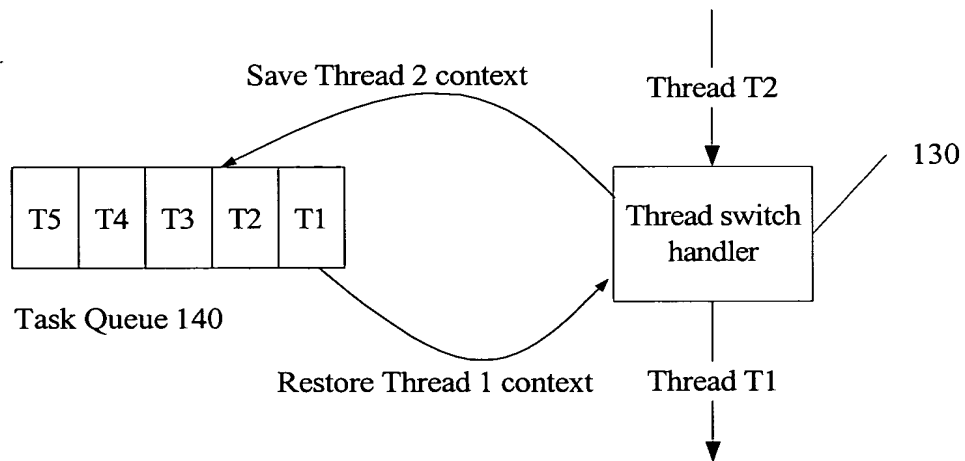 Save Thread 2 context
Thread T2
130
T5 T4 T3 T2 T1
Thread switch
handler
Task Queue 140
Restore Thread 1 context
Thread T1